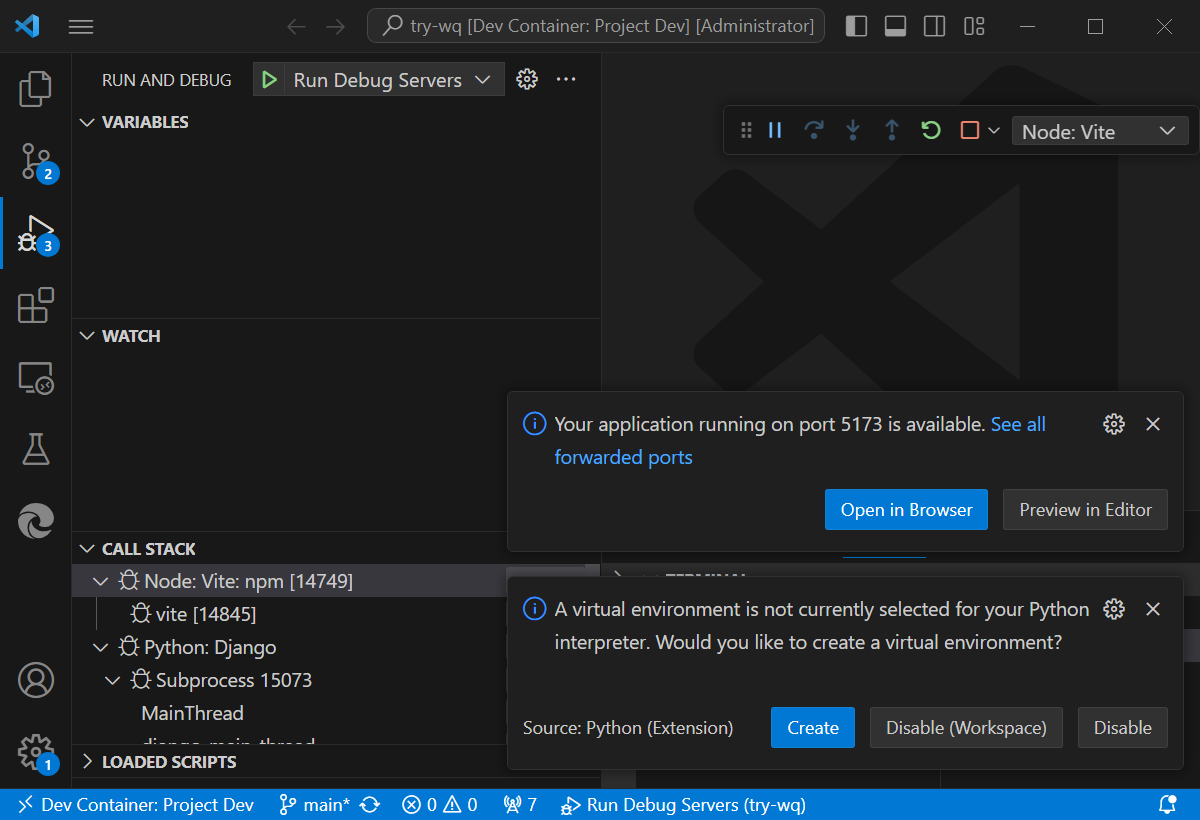 try-wq [Dev Container: Project Dev] [Administrator]
RUN AND DEBUG
Run Debug Servers
VARIABLES
Node: Vite
2
3
WATCH
Your application running on port 5173 is available. See all
forwarded ports
Open in Browser
Preview in Editor
CALL STACK
Node: Vite: npm [14749]
vite [14845]
Python: Django
Subprocess 15073
MainThread
django-main-thread
TERMINAL
A virtual environment is not currently selected for your Python
interpreter. Would you like to create a virtual environment?
Source: Python (Extension)
Create
Disable (Workspace)
Disable
LOADED SCRIPTS
1
Dev Container: Project Dev
main*
0
0
7
Run Debug Servers (try-wq)